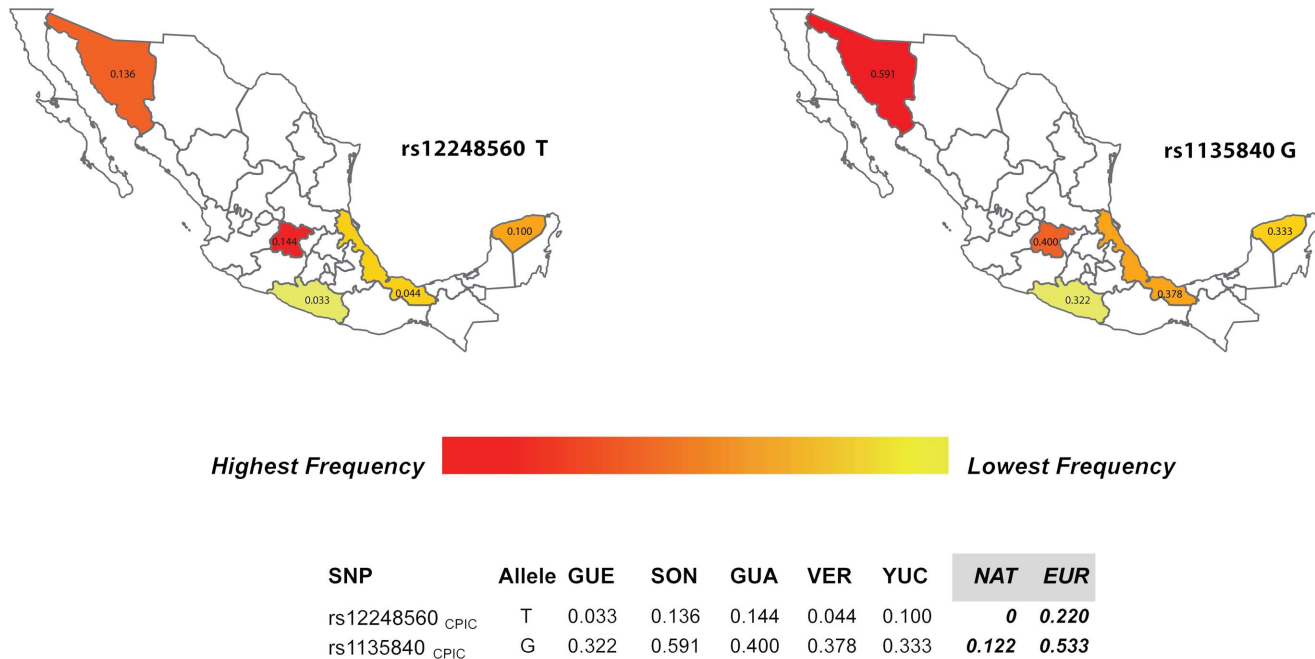 0.136
rs12248560 T
0.144
0.100
0.033
0.044
0.591
rs1135840 G
0.400
0.333
0.322
0.378
Highest Frequency
Lowest Frequency
SNP Allele GUE SON GUA VER YUC NAT EUR
rs12248560 CPIC T 0.033 0.136 0.144 0.044 0.100 0 0.220
rs1135840 CPIC G 0.322 0.591 0.400 0.378 0.333 0.122 0.533